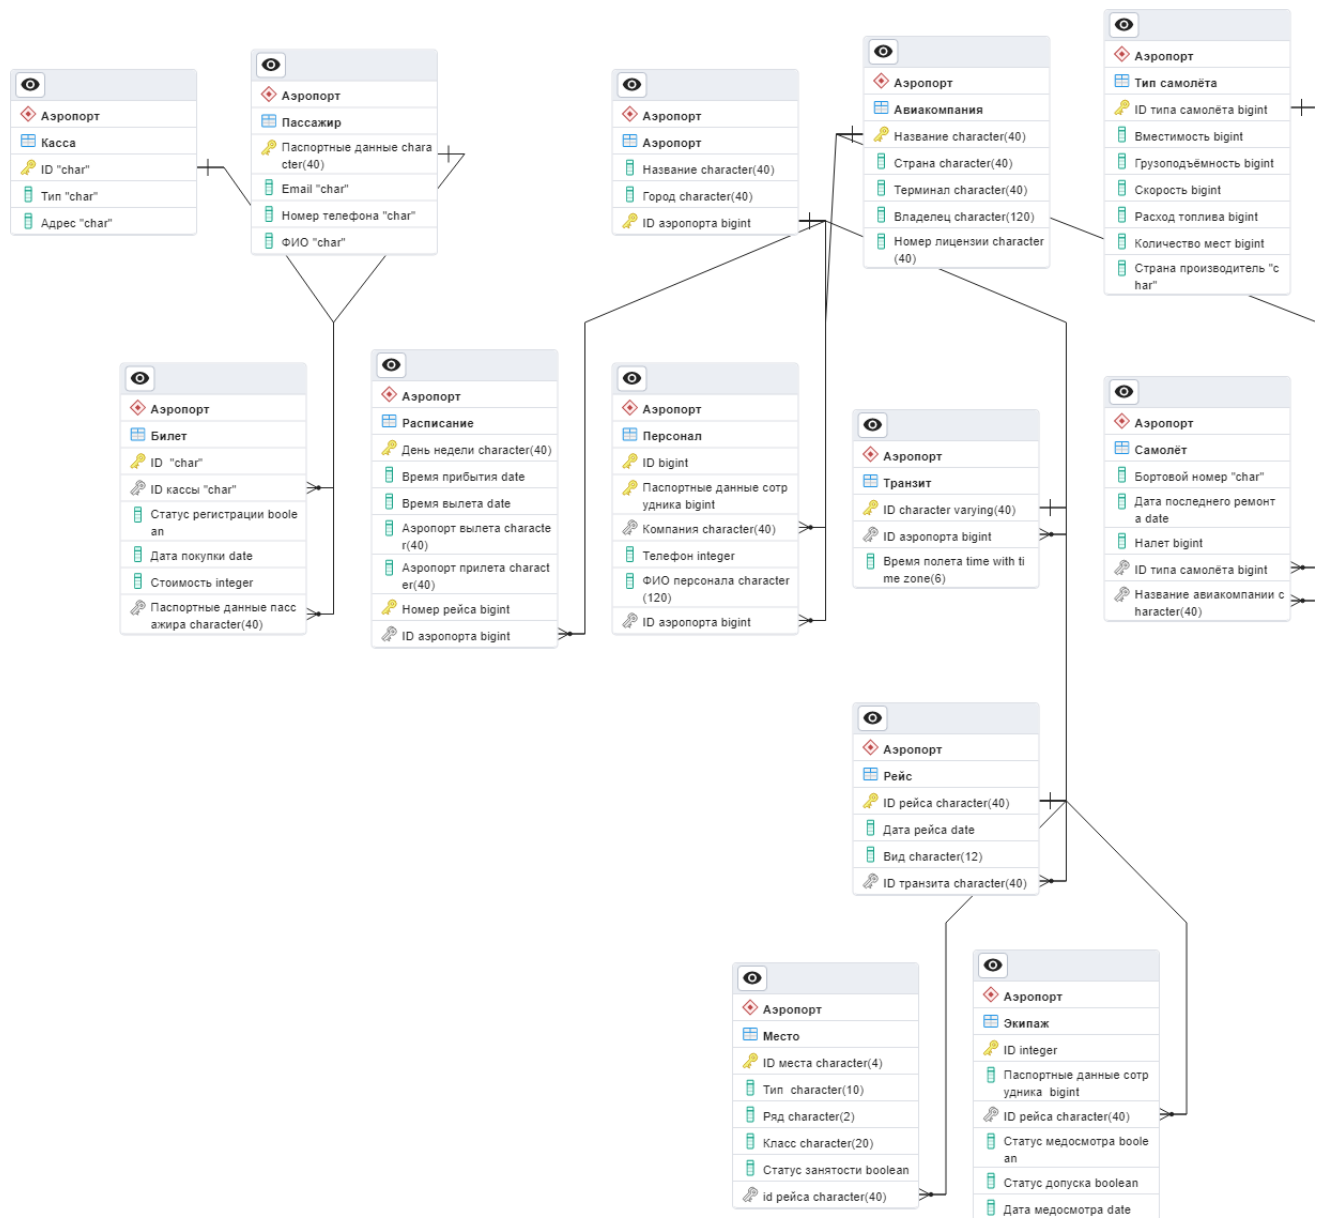 Аэропорт
Касса
ID "char"
Тип "char"
Адрес "char"
Аэропорт
Пассажир
Паспортные данные chara
cter(40)
Email "char"
Номер телефона "char"
ФИО "char"
Аэропорт
Аэропорт
Название character(40)
Город character(40)
ID аэропорта bigint
Аэропорт
Авиакомпания
Название character(40)
Страна character(40)
Терминал character(40)
Владелец character(120)
Номер лицензии character
(40)
Аэропорт
Тип самолёта
ID типа самолёта bigint
Вместимость bigint
Грузоподъёмность bigint
Скорость bigint
Расход топлива bigint
Количество мест bigint
Страна производитель "c
har"
Аэропорт
Билет
ID  "char"
ID кассы "char"
Статус регистрации boole
an
Дата покупки date
Стоимость integer
Паспортные данные пасс
ажира character(40)
Аэропорт
Расписание
День недели character(40)
Время прибытия date
Время вылета date
Аэропорт вылета characte
r(40)
Аэропорт прилета charact
er(40)
Номер рейса bigint
ID аэропорта bigint
Аэропорт
Персонал
ID bigint
Паспортные данные сотр
удника bigint
Компания character(40)
Телефон integer
ФИО персонала character
(120)
ID аэропорта bigint
Аэропорт
Транзит
ID character varying(40)
ID аэропорта bigint
Время полета time with ti
me zone(6)
Аэропорт
Самолёт
Бортовой номер "char"
Дата последнего ремонт
а date
Налет bigint
ID типа самолёта bigint
Название авиакомпании c
haracter(40)
Аэропорт
Рейс
ID рейса character(40)
Дата рейса date
Вид character(12)
ID транзита character(40)
Аэропорт
Место
ID места character(4)
Тип  character(10)
Ряд character(2)
Класс character(20)
Статус занятости boolean
id рейса character(40)
Аэропорт
Экипаж
ID integer
Паспортные данные сотр
удника  bigint
ID рейса character(40)
Статус медосмотра boole
an
Статус допуска boolean
Дата медосмотра date